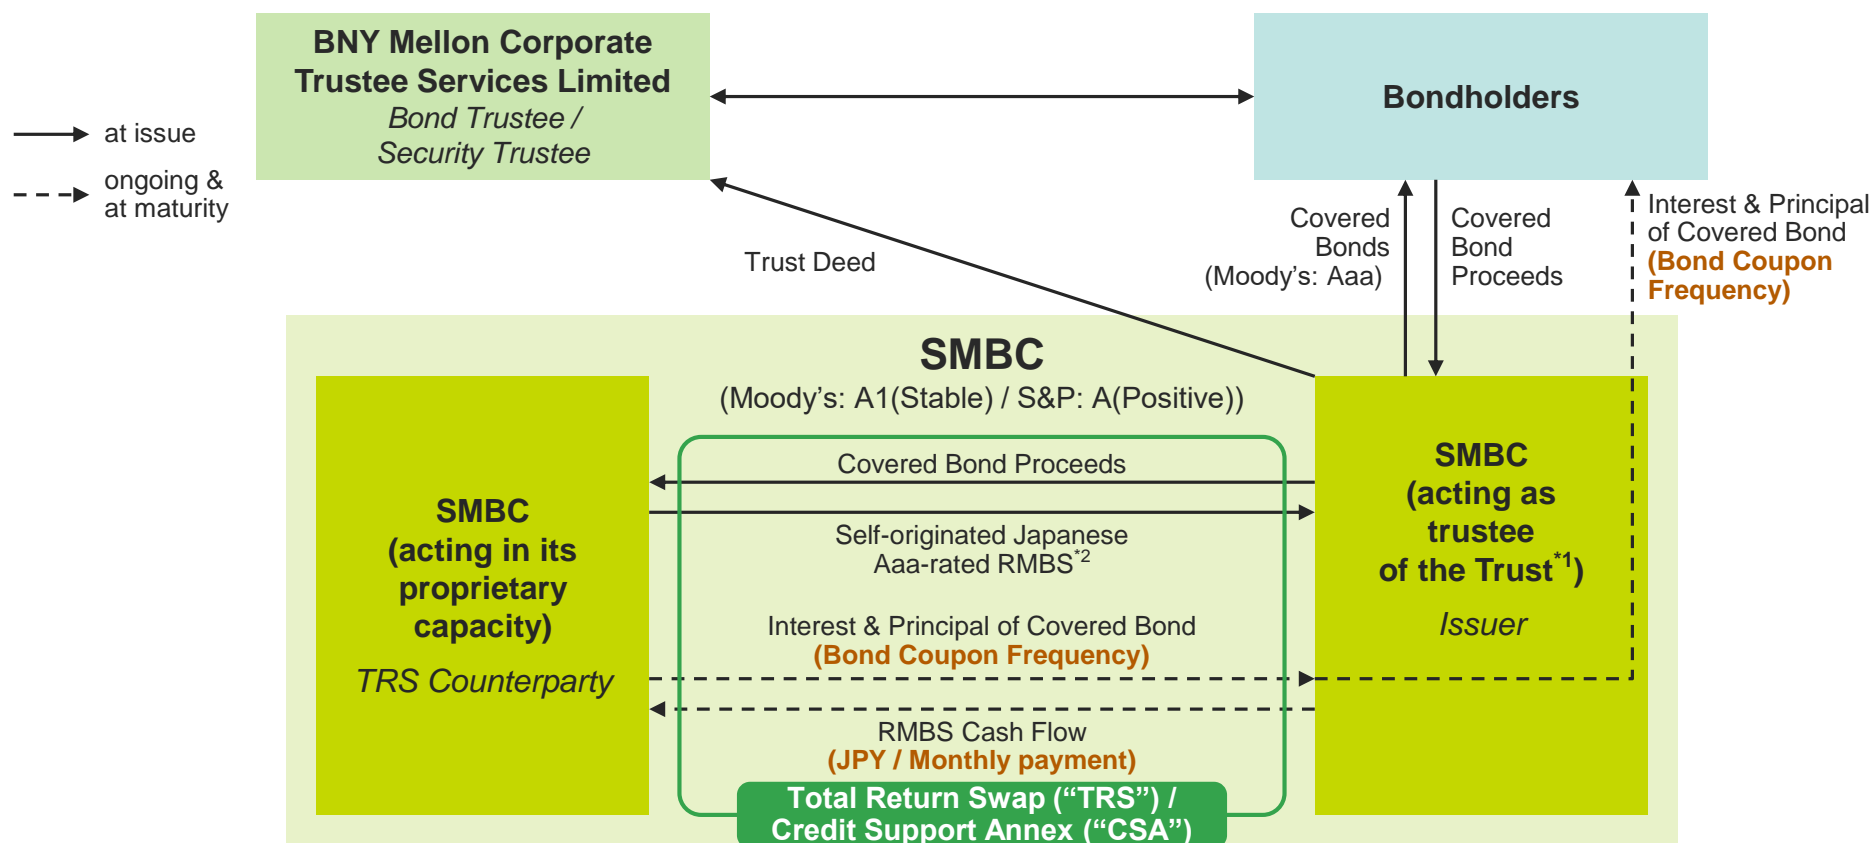 BNY Mellon Corporate
Trustee Services Limited
Bond Trustee /
Security Trustee
Bondholders
at issue
ongoing &
at maturity
Trust Deed
Covered
Bonds
(Moody's: Aaa)
Covered
Bond
Proceeds
Interest & Principal
of Covered Bond
(Bond Coupon
Frequency)
SMBC
(Moody's: A1(Stable) / S&P: A(Positive))
SMBC
(acting in its
proprietary
capacity)
TRS Counterparty
Covered Bond Proceeds
Self-originated Japanese
Aaa-rated RMBS*2
Interest & Principal of Covered Bond
(Bond Coupon Frequency)
RMBS Cash Flow
(JPY / Monthly payment)
Total Return Swap (“TRS”) /
Credit Support Annex (“CSA”)
SMBC
(acting as
trustee
of the Trust*1)
Issuer